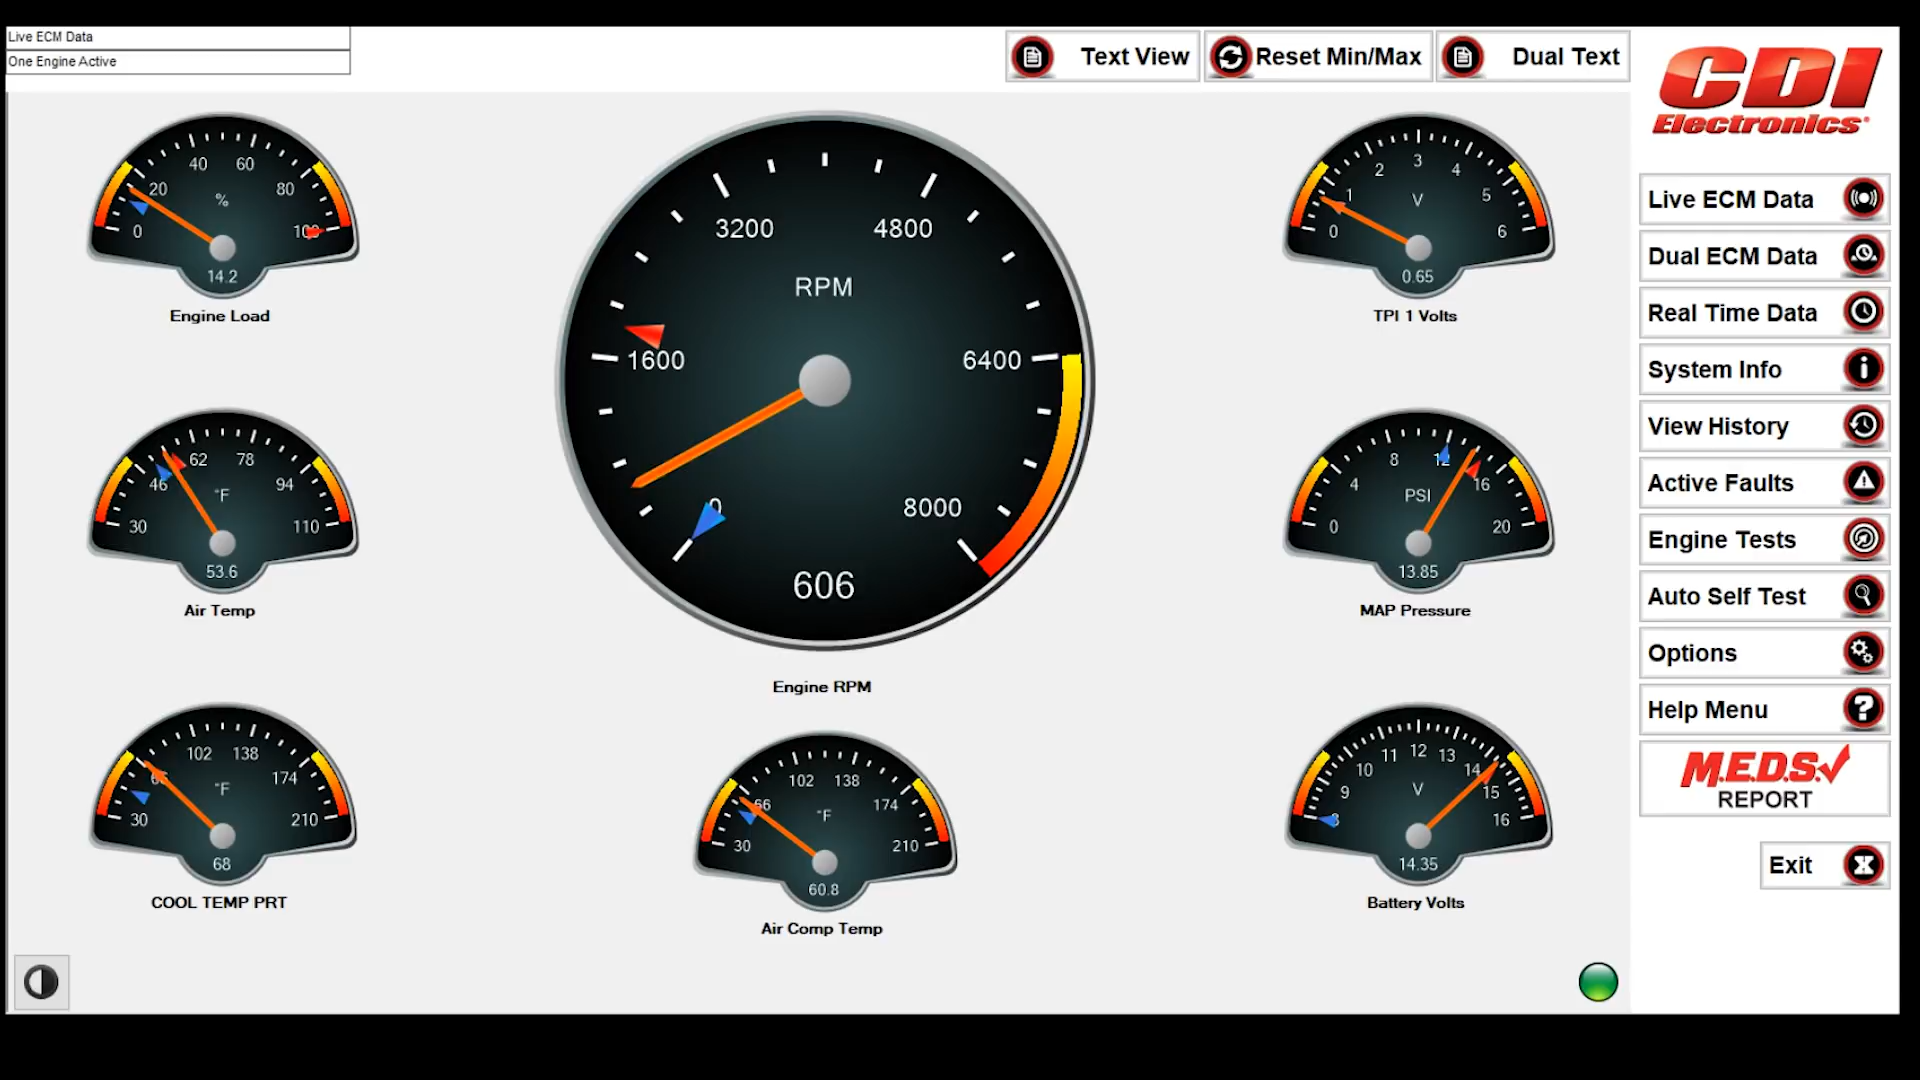 Live ECM Data
One Engine Active
Text View
Reset Min/Max
Dual Text
CDI
Electronics
0 20 40 60 80 100
%
14.2
Engine Load
30 46 62 78 94 110
°F
53.6
Air Temp
30 66 102 138 174 210
°F
68
COOL TEMP PRT
0 1600 3200 4800 6400 8000
RPM
606
Engine RPM
30 66 102 138 174 210
°F
60.8
Air Comp Temp
0 1 2 3 4 5 6
V
0.65
TPI 1 Volts
0 4 8 12 16 20
PSI
13.85
MAP Pressure
8 9 10 11 12 13 14 15 16
V
14.35
Battery Volts
Live ECM Data
Dual ECM Data
Real Time Data
System Info
View History
Active Faults
Engine Tests
Auto Self Test
Options
Help Menu
M.E.D.S.
REPORT
Exit